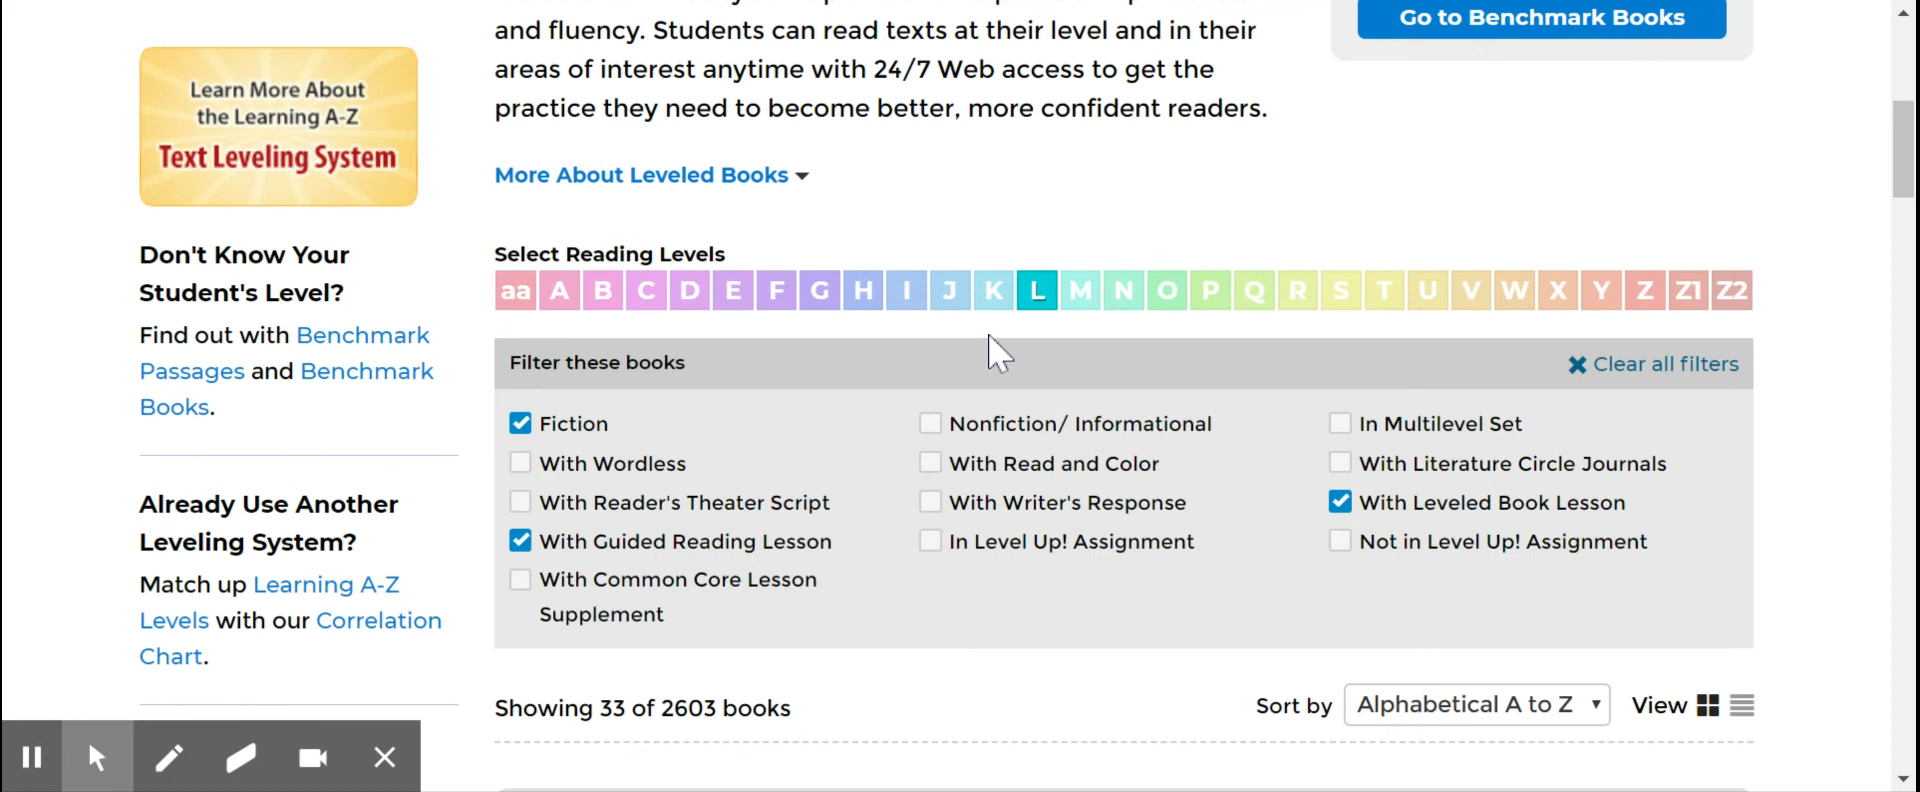 and fluency. Students can read texts at their level and in their
areas of interest anytime with 24/7 Web access to get the
practice they need to become better, more confident readers.
Go to Benchmark Books
Learn More About
the Learning A-Z
Text Leveling System
More About Leveled Books
Don't Know Your
Student's Level?
Find out with Benchmark
Passages and Benchmark
Books.
Already Use Another
Leveling System?
Match up Learning A-Z
Levels with our Correlation
Chart.
Select Reading Levels
aa A B C D E F G H I J K L M N O P Q R S T U V W X Y Z Z1 Z2
Filter these books
Clear all filters
Fiction
Nonfiction/ Informational
In Multilevel Set
With Wordless
With Read and Color
With Literature Circle Journals
With Reader's Theater Script
With Writer's Response
With Leveled Book Lesson
With Guided Reading Lesson
In Level Up! Assignment
Not in Level Up! Assignment
With Common Core Lesson
Supplement
Showing 33 of 2603 books
Sort by Alphabetical A to Z View